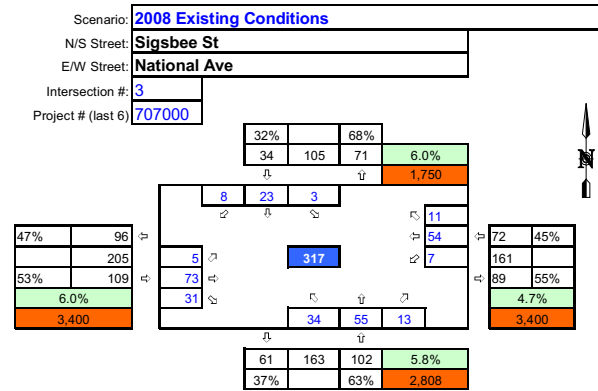 Scenario: 2008 Existing Conditions
N/S Street: Sigsbee St
E/W Street: National Ave
Intersection #: 3
Project # (last 6) 707000
32% 68%
34 105 71 6.0%
⇩ ⇧ 1,750
N
8 23 3
11
47% 96 ⇦ ⇦ 54 ⇦ 72 45%
205 5 317 7 161
53% 109 ⇨ 73 ⇨ ⇨ 89 55%
6.0% 31 ⇧ 4.7%
3,400 34 55 13 3,400
⇩ ⇧
61 163 102 5.8%
37% 63% 2,808